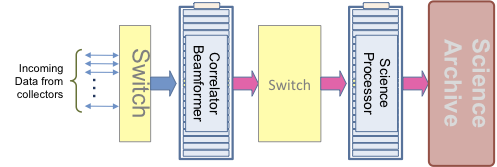 Incoming
Data from
collectors
Switch
Correlator
Beamformer
Switch
Science
Processor
Science
Archive